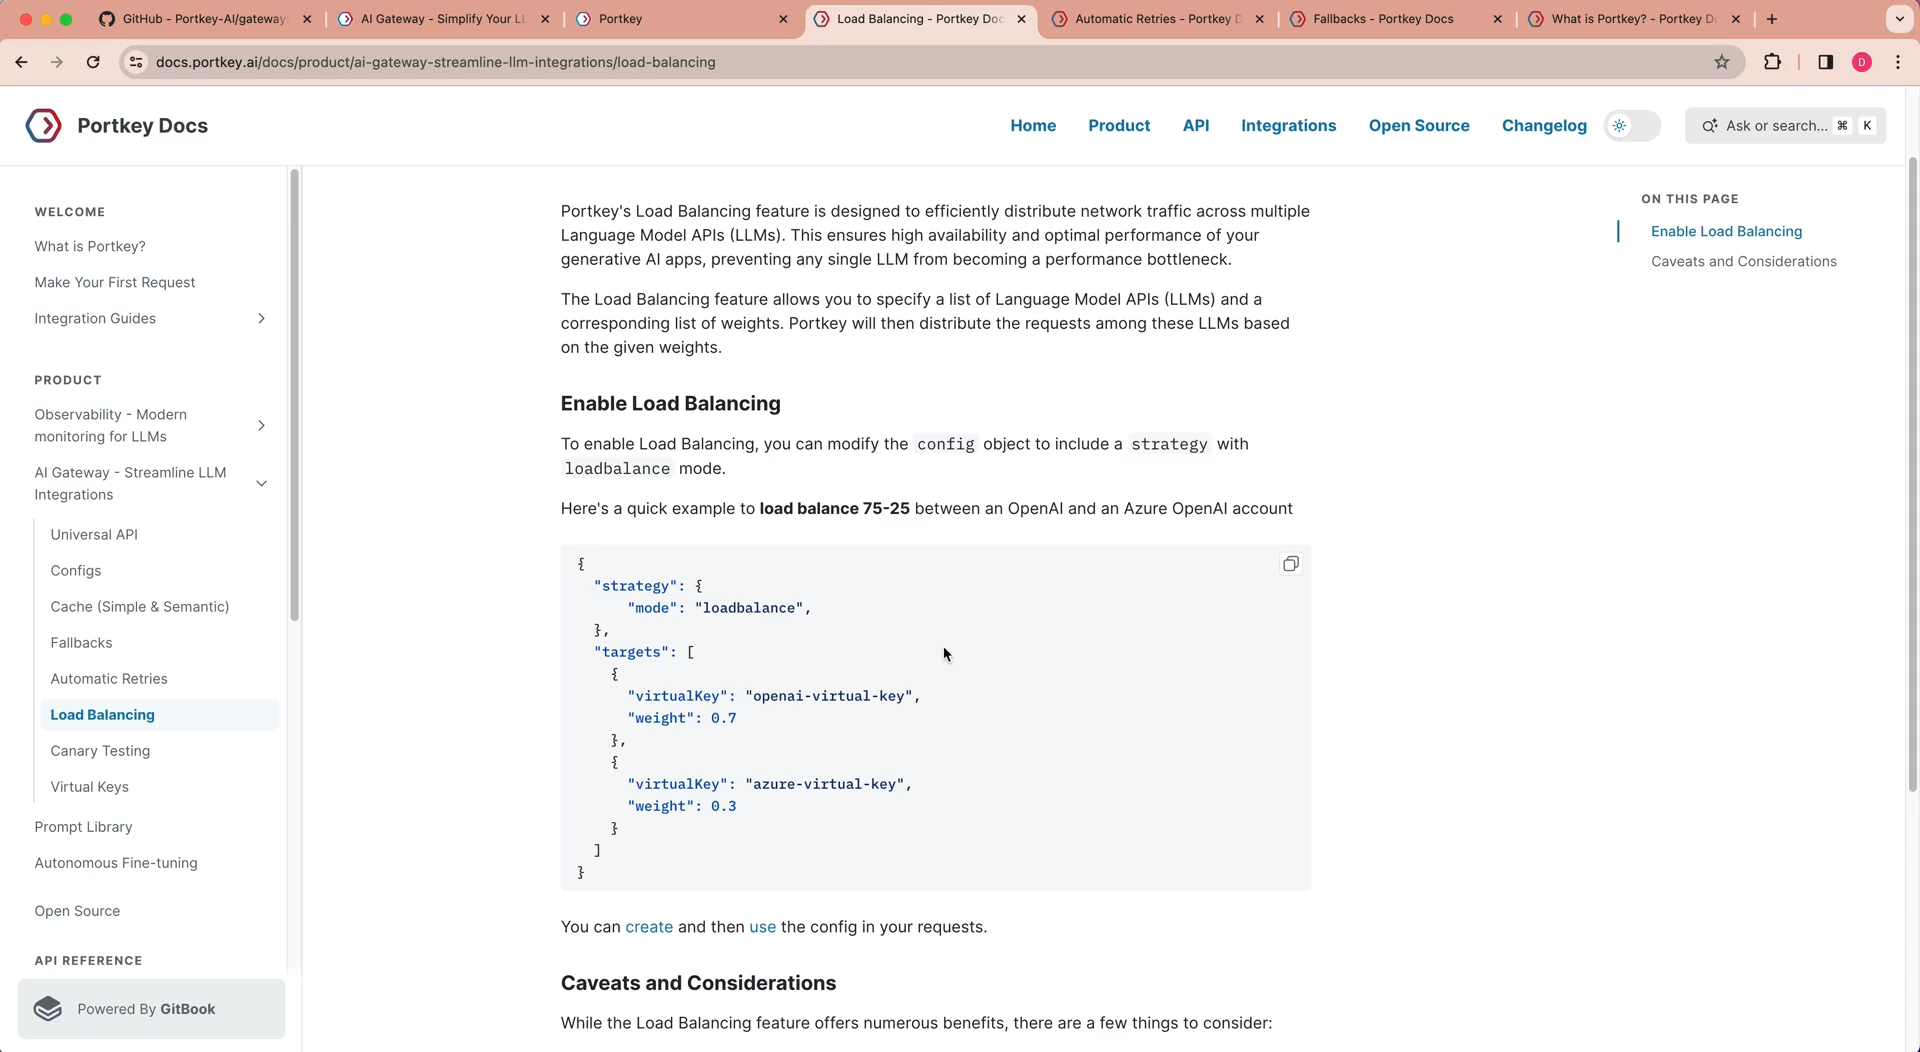 GitHub - Portkey-AI/gateway:
AI Gateway - Simplify Your LL
Portkey
Load Balancing - Portkey Doc
Automatic Retries - Portkey D
Fallbacks - Portkey Docs
What is Portkey? - Portkey Do
docs.portkey.ai/docs/product/ai-gateway-streamline-llm-integrations/load-balancing
D
Portkey Docs
Home
Product
API
Integrations
Open Source
Changelog
Ask or search...
⌘
K
WELCOME
What is Portkey?
Make Your First Request
Integration Guides
PRODUCT
Observability - Modern
monitoring for LLMs
AI Gateway - Streamline LLM
Integrations
Universal API
Configs
Cache (Simple & Semantic)
Fallbacks
Automatic Retries
Load Balancing
Canary Testing
Virtual Keys
Prompt Library
Autonomous Fine-tuning
Open Source
API REFERENCE
Powered By GitBook
Portkey's Load Balancing feature is designed to efficiently distribute network traffic across multiple
Language Model APIs (LLMs). This ensures high availability and optimal performance of your
generative AI apps, preventing any single LLM from becoming a performance bottleneck.
The Load Balancing feature allows you to specify a list of Language Model APIs (LLMs) and a
corresponding list of weights. Portkey will then distribute the requests among these LLMs based
on the given weights.
Enable Load Balancing
To enable Load Balancing, you can modify the config object to include a strategy with
loadbalance mode.
Here's a quick example to load balance 75-25 between an OpenAI and an Azure OpenAI account
{
"strategy": {
"mode": "loadbalance",
},
"targets": [
{
"virtualKey": "openai-virtual-key",
"weight": 0.7
},
{
"virtualKey": "azure-virtual-key",
"weight": 0.3
}
]
}
You can create and then use the config in your requests.
Caveats and Considerations
While the Load Balancing feature offers numerous benefits, there are a few things to consider:
ON THIS PAGE
Enable Load Balancing
Caveats and Considerations